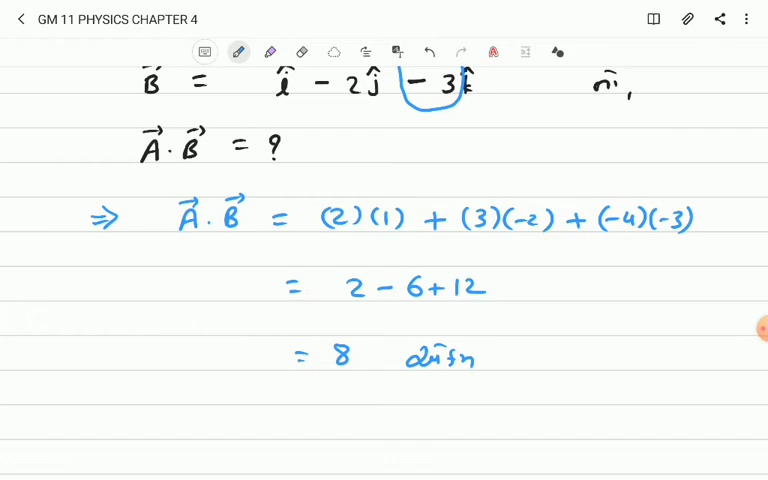 GM 11 PHYSICS CHAPTER 4
B⃗ = î - 2ĵ - 3k̂
A⃗ . B⃗ = ?
⇒ A⃗ . B⃗ = (2)(1) + (3)(-2) + (-4)(-3)
= 2 - 6 + 12
= 8